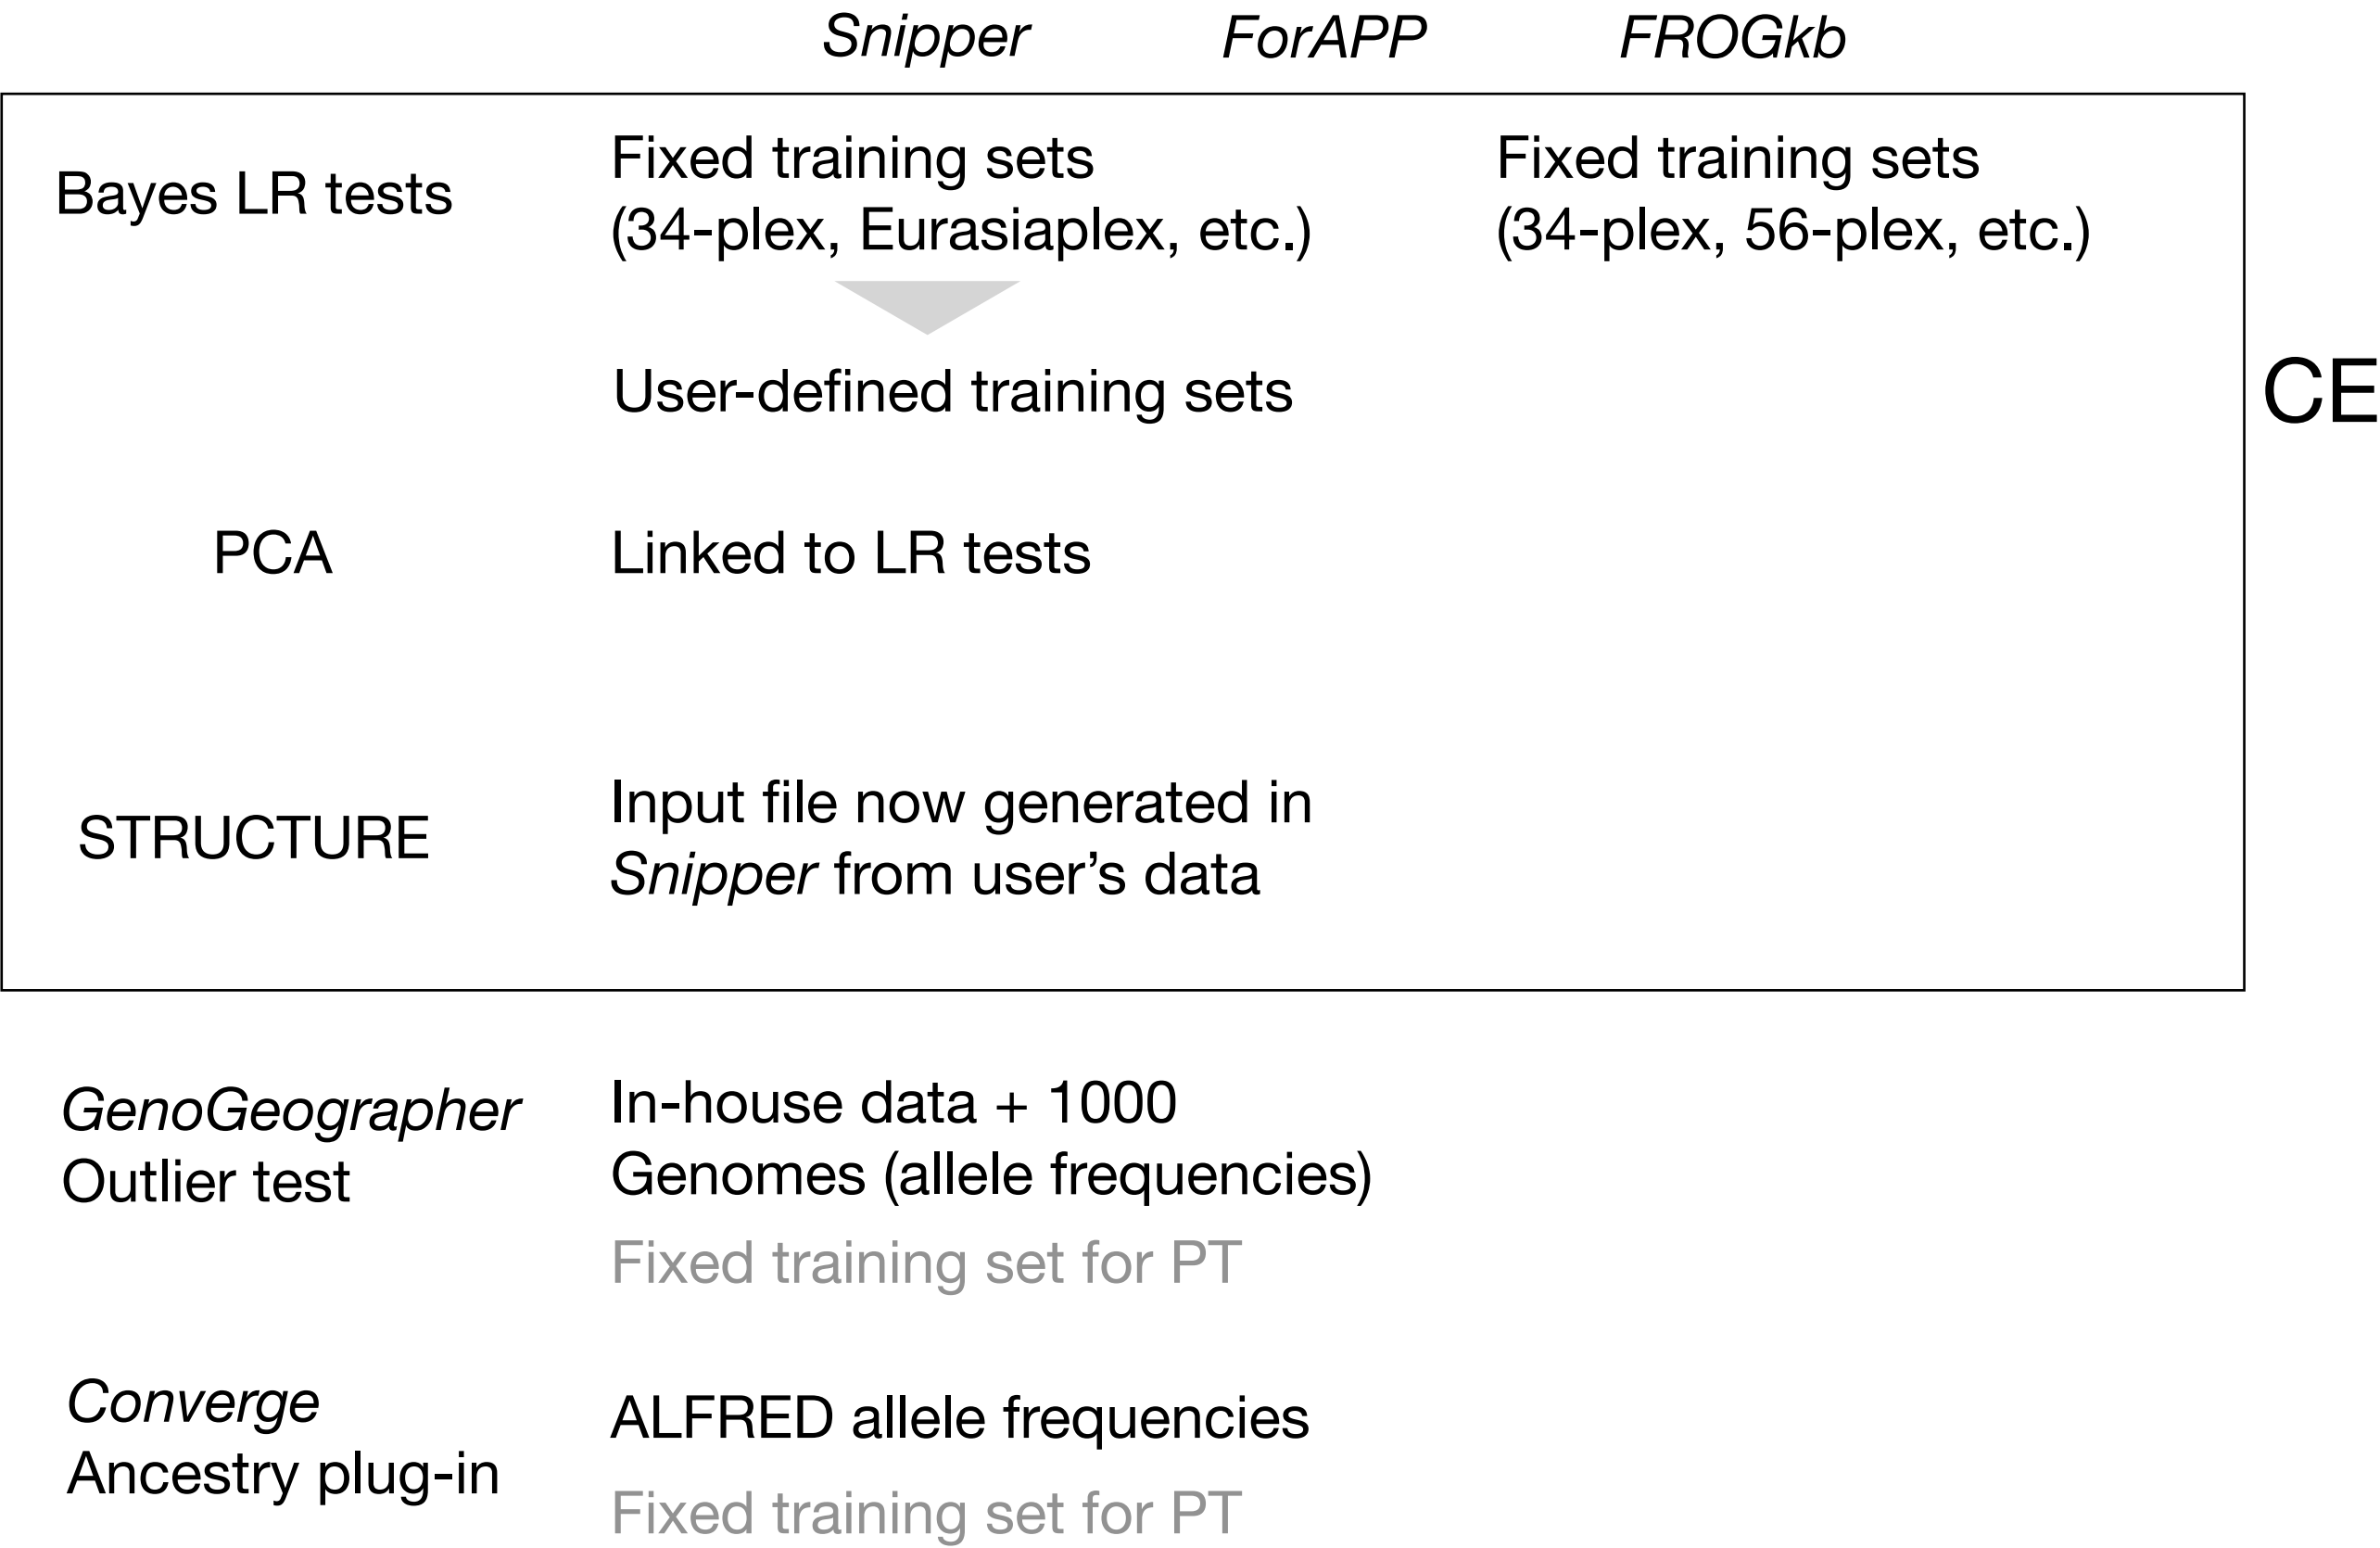 Snipper ForAPP FROGkb
Bayes LR tests
Fixed training sets
(34-plex, Eurasiaplex, etc.)
Fixed training sets
(34-plex, 56-plex, etc.)
User-defined training sets
CE
PCA
Linked to LR tests
STRUCTURE
Input file now generated in
Snipper from user’s data
GenoGeographer
Outlier test
In-house data + 1000
Genomes (allele frequencies)
Fixed training set for PT
Converge
Ancestry plug-in
ALFRED allele frequencies
Fixed training set for PT